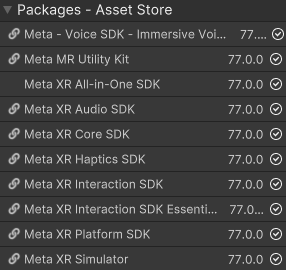 Packages - Asset Store
Meta - Voice SDK - Immersive Voi... 77....
Meta MR Utility Kit 77.0.0
Meta XR All-in-One SDK 77.0.0
Meta XR Audio SDK 77.0.0
Meta XR Core SDK 77.0.0
Meta XR Haptics SDK 77.0.0
Meta XR Interaction SDK 77.0.0
Meta XR Interaction SDK Essenti... 77.0...
Meta XR Platform SDK 77.0.0
Meta XR Simulator 77.0.0